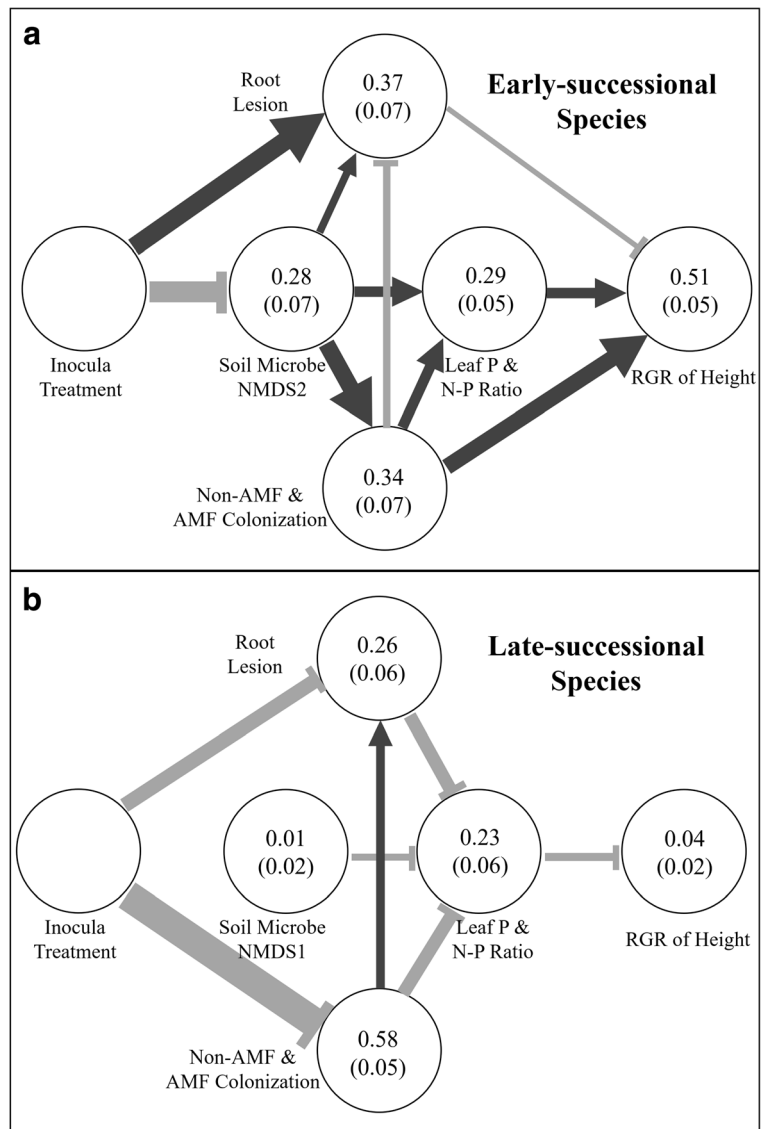 a
Root
Lesion
0.37
(0.07)
Early-successional
Species
Inocula
Treatment
0.28
(0.07)
Soil Microbe
NMDS2
0.29
(0.05)
Leaf P &
N-P Ratio
0.51
(0.05)
RGR of Height
Non-AMF &
AMF Colonization
0.34
(0.07)
b
Root
Lesion
0.26
(0.06)
Late-successional
Species
Inocula
Treatment
0.01
(0.02)
Soil Microbe
NMDS1
0.23
(0.06)
Leaf P &
N-P Ratio
0.04
(0.02)
RGR of Height
Non-AMF &
AMF Colonization
0.58
(0.05)